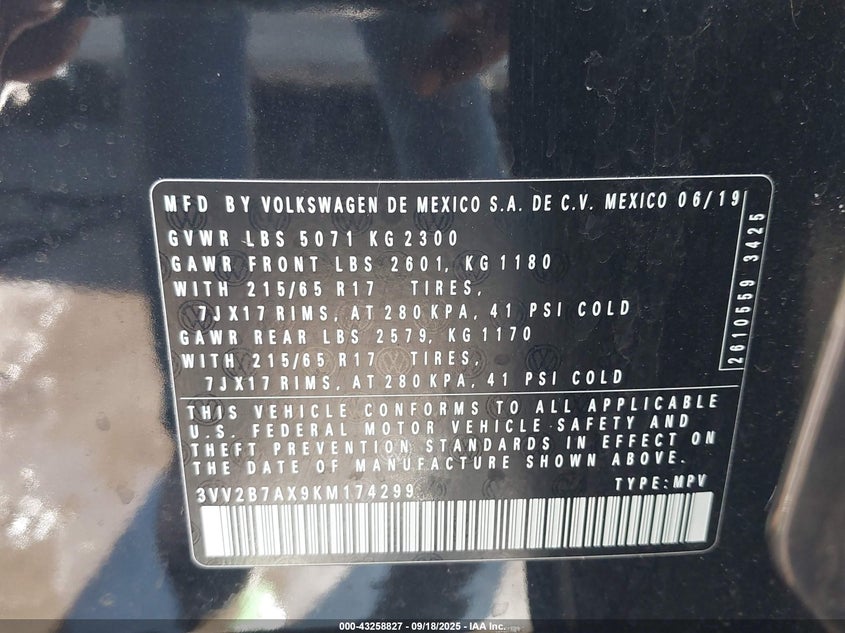 MFD BY VOLKSWAGEN DE MEXICO S.A. DE C.V. MEXICO 06/19
GVWR LBS 5071 KG 2300
GAWR FRONT LBS 2601, KG 1180
WITH 215/65 R17 TIRES,
7JX17 RIMS, AT 280 KPA, 41 PSI COLD
GAWR REAR LBS 2579, KG 1170
WITH 215/65 R17 TIRES,
7JX17 RIMS, AT 280 KPA, 41 PSI COLD
2610559 3425
THIS VEHICLE CONFORMS TO ALL APPLICABLE
U.S. FEDERAL MOTOR VEHICLE SAFETY AND
THEFT PREVENTION STANDARDS IN EFFECT ON
THE DATE OF MANUFACTURE SHOWN ABOVE.
3VV2B7AX9KM174299 TYPE: MPV
000-43258827 - 09/18/2025 - IAA Inc.